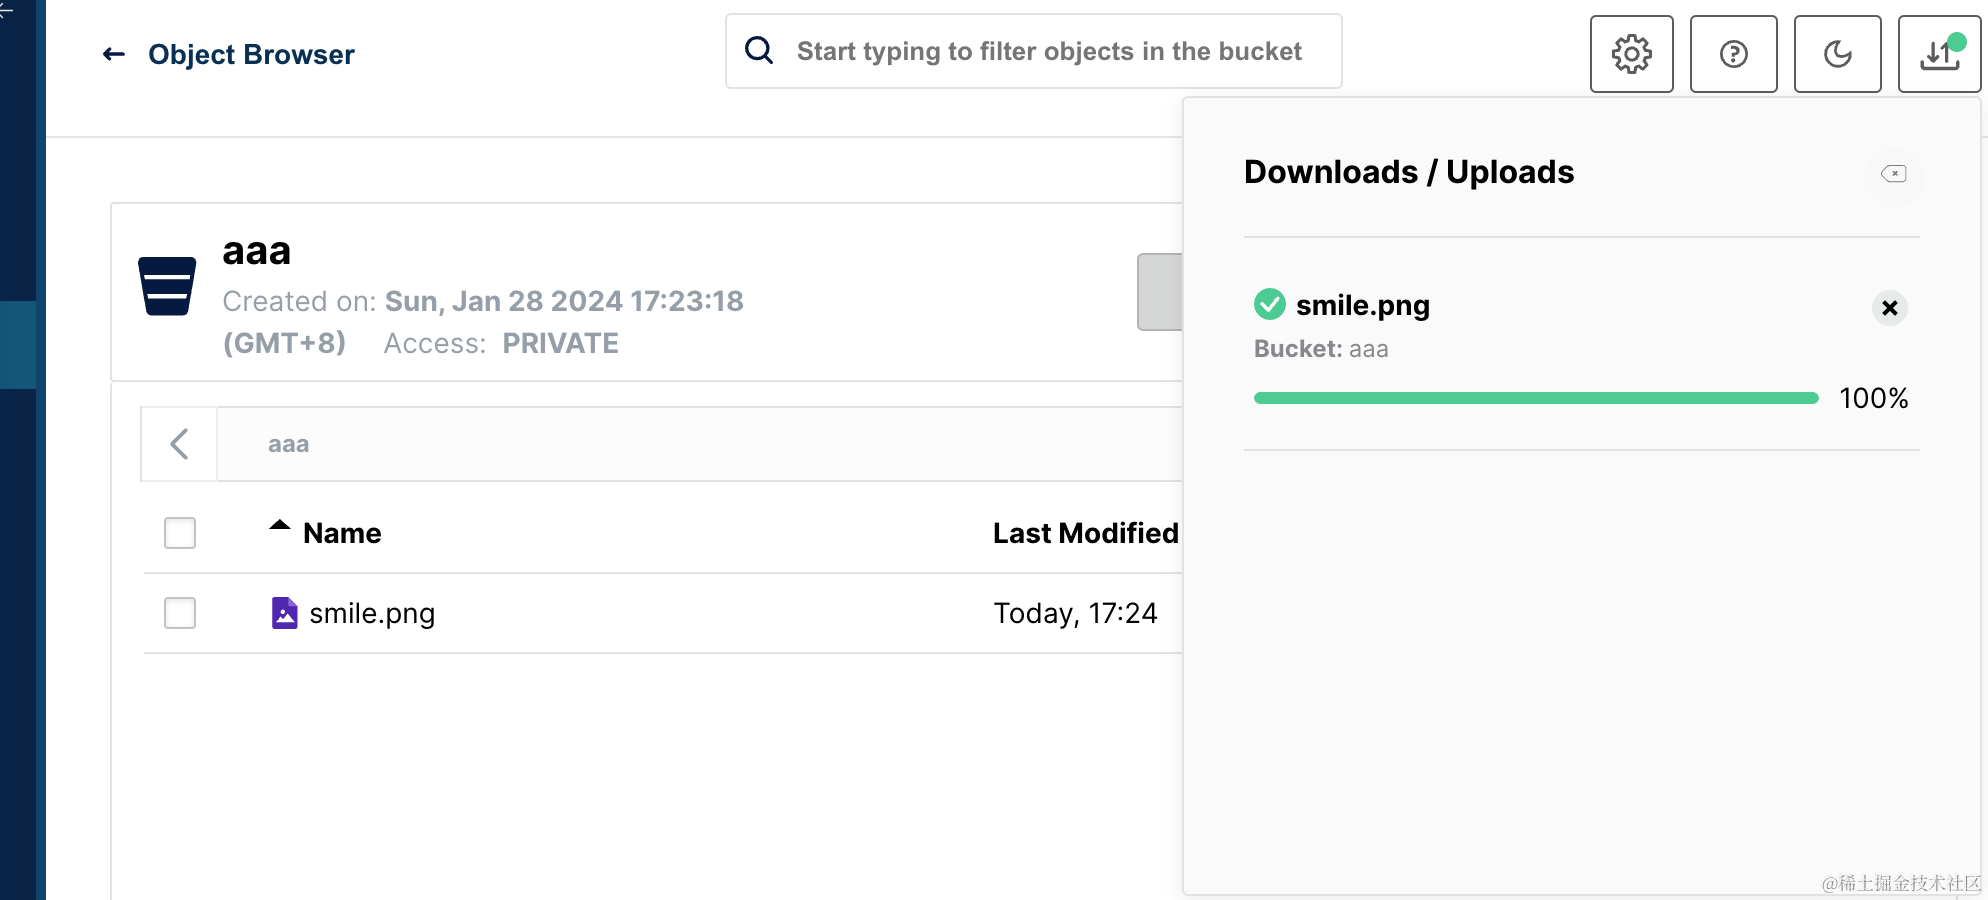 Object Browser
Start typing to filter objects in the bucket
Downloads / Uploads
smile.png
Bucket: aaa
100%
aaa
Created on: Sun, Jan 28 2024 17:23:18
(GMT+8) Access: PRIVATE
aaa
Name Last Modified
smile.png Today, 17:24
@稀土掘金技术社区